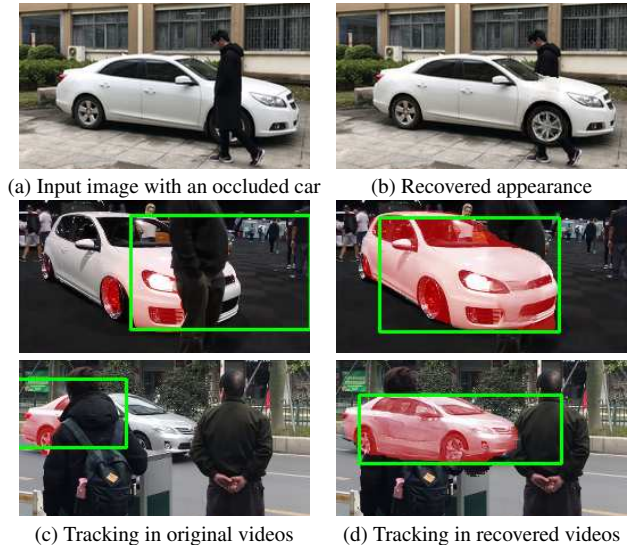 (a) Input image with an occluded car
(b) Recovered appearance
(c) Tracking in original videos
(d) Tracking in recovered videos